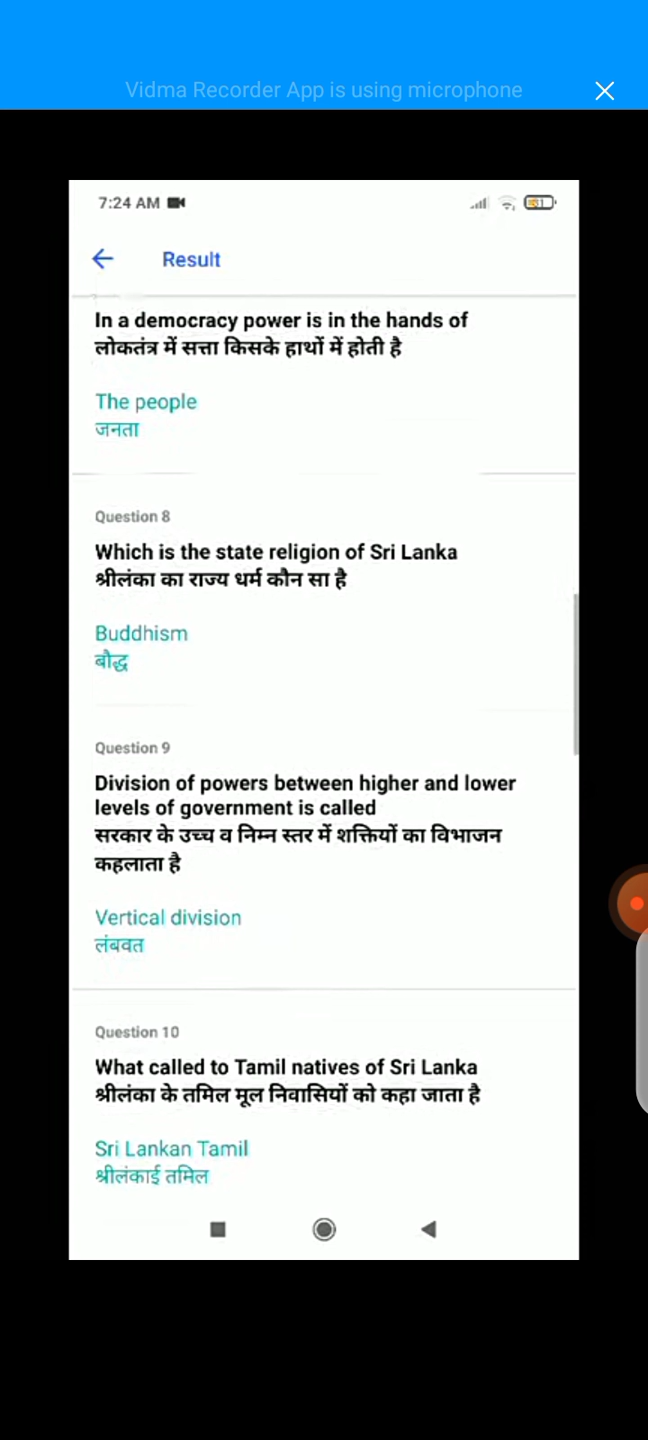 Vidma Recorder App is using microphone
7:24 AM
Result
In a democracy power is in the hands of
लोकतंत्र में सत्ता किसके हाथों में होती है
The people
जनता
Question 8
Which is the state religion of Sri Lanka
श्रीलंका का राज्य धर्म कौन सा है
Buddhism
बौद्ध
Question 9
Division of powers between higher and lower
levels of government is called
सरकार के उच्च व निम्न स्तर में शक्तियों का विभाजन
कहलाता है
Vertical division
लंबवत
Question 10
What called to Tamil natives of Sri Lanka
श्रीलंका के तमिल मूल निवासियों को कहा जाता है
Sri Lankan Tamil
श्रीलंकाई तमिल